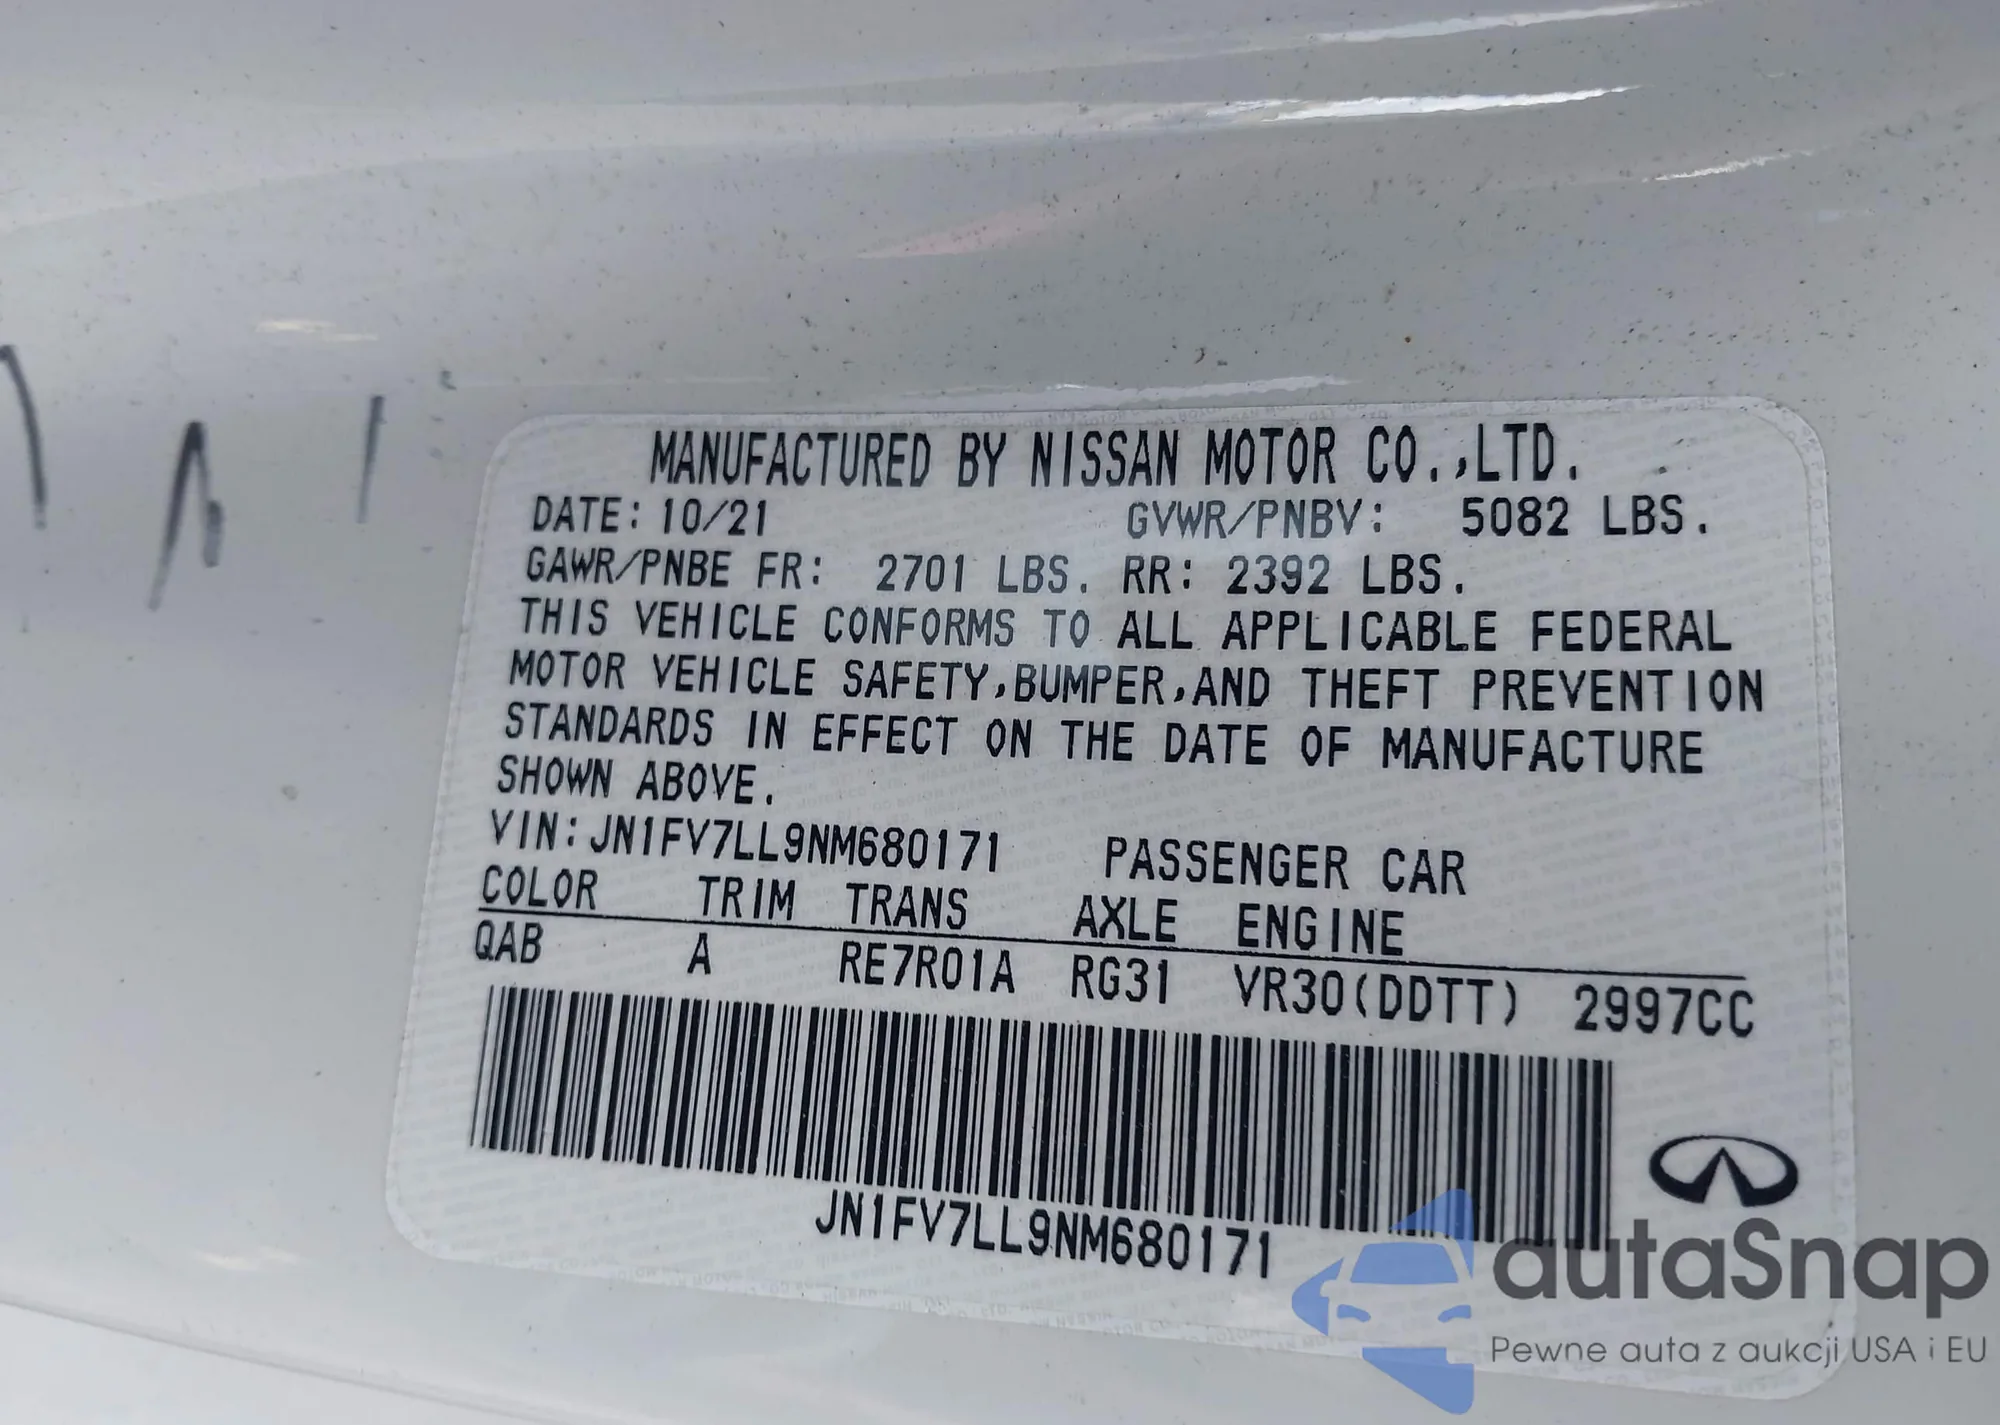 MANUFACTURED BY NISSAN MOTOR CO.,LTD.
DATE: 10/21 GVWR/PNBV: 5082 LBS.
GAWR/PNBE FR: 2701 LBS. RR: 2392 LBS.
THIS VEHICLE CONFORMS TO ALL APPLICABLE FEDERAL
MOTOR VEHICLE SAFETY,BUMPER,AND THEFT PREVENTION
STANDARDS IN EFFECT ON THE DATE OF MANUFACTURE
SHOWN ABOVE.
VIN: JN1FV7LL9NM680171 PASSENGER CAR
COLOR TRIM TRANS AXLE ENGINE
QAB A RE7R01A RG31 VR30(DDTT) 2997CC
JN1FV7LL9NM680171
autaSnap
Pewne auta z aukcji USA i EU